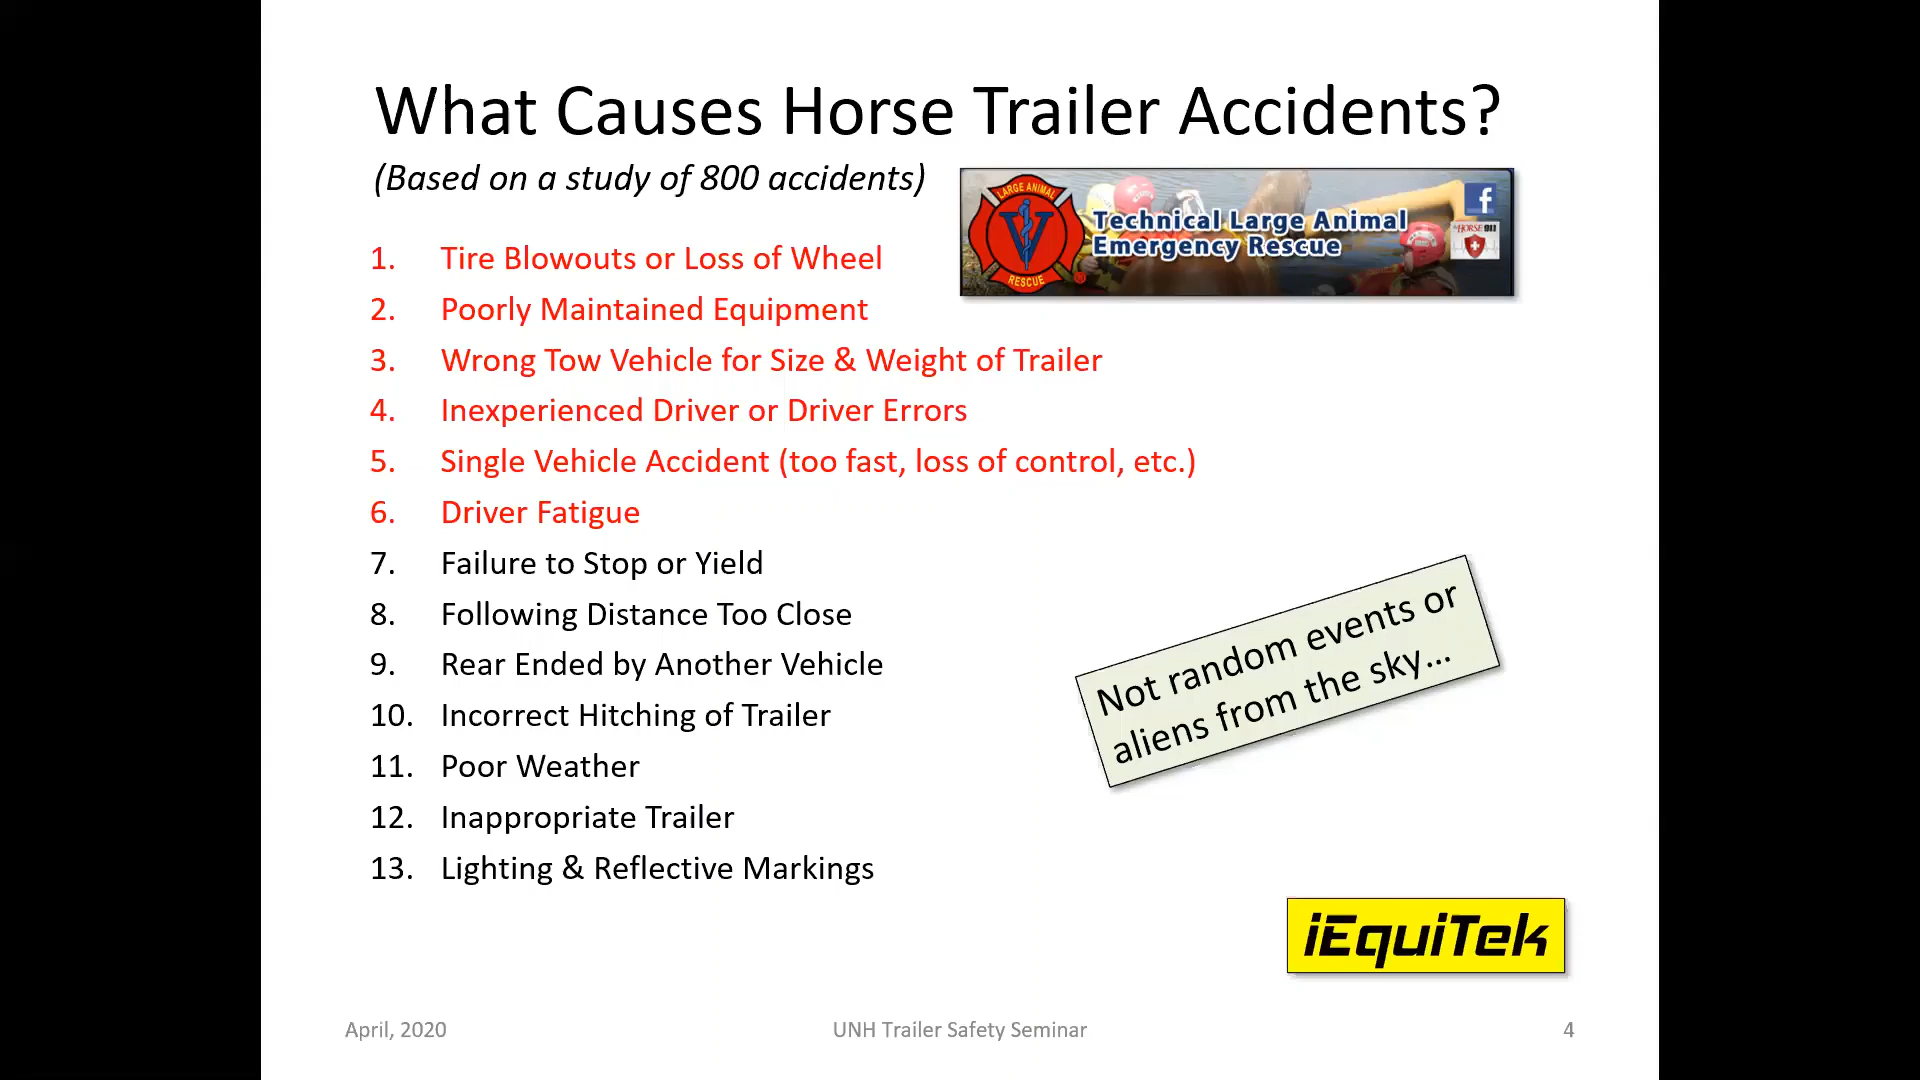 What Causes Horse Trailer Accidents?
(Based on a study of 800 accidents)
LARGE ANIMAL
RESCUE
Technical Large Animal
Emergency Rescue
f
HORSE 911
1. Tire Blowouts or Loss of Wheel
2. Poorly Maintained Equipment
3. Wrong Tow Vehicle for Size & Weight of Trailer
4. Inexperienced Driver or Driver Errors
5. Single Vehicle Accident (too fast, loss of control, etc.)
6. Driver Fatigue
7. Failure to Stop or Yield
8. Following Distance Too Close
9. Rear Ended by Another Vehicle
10. Incorrect Hitching of Trailer
11. Poor Weather
12. Inappropriate Trailer
13. Lighting & Reflective Markings
Not random events or
aliens from the sky...
iEquiTek
April, 2020
UNH Trailer Safety Seminar
4